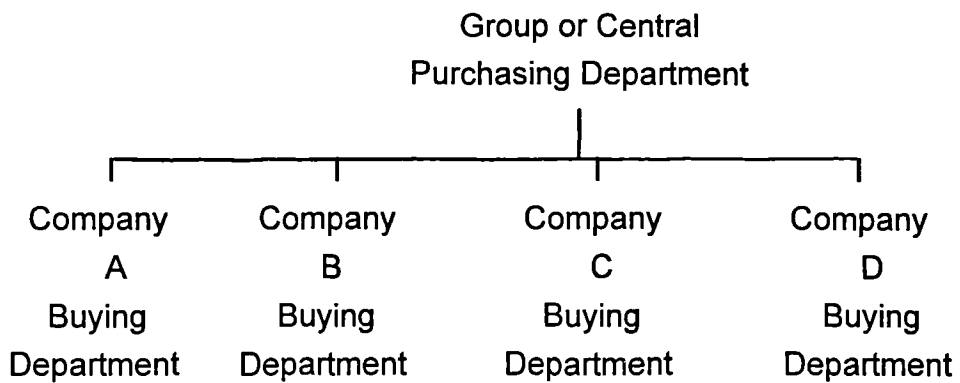 Group or Central
Purchasing Department
Company
A
Buying
Department
Company
B
Buying
Department
Company
C
Buying
Department
Company
D
Buying
Department